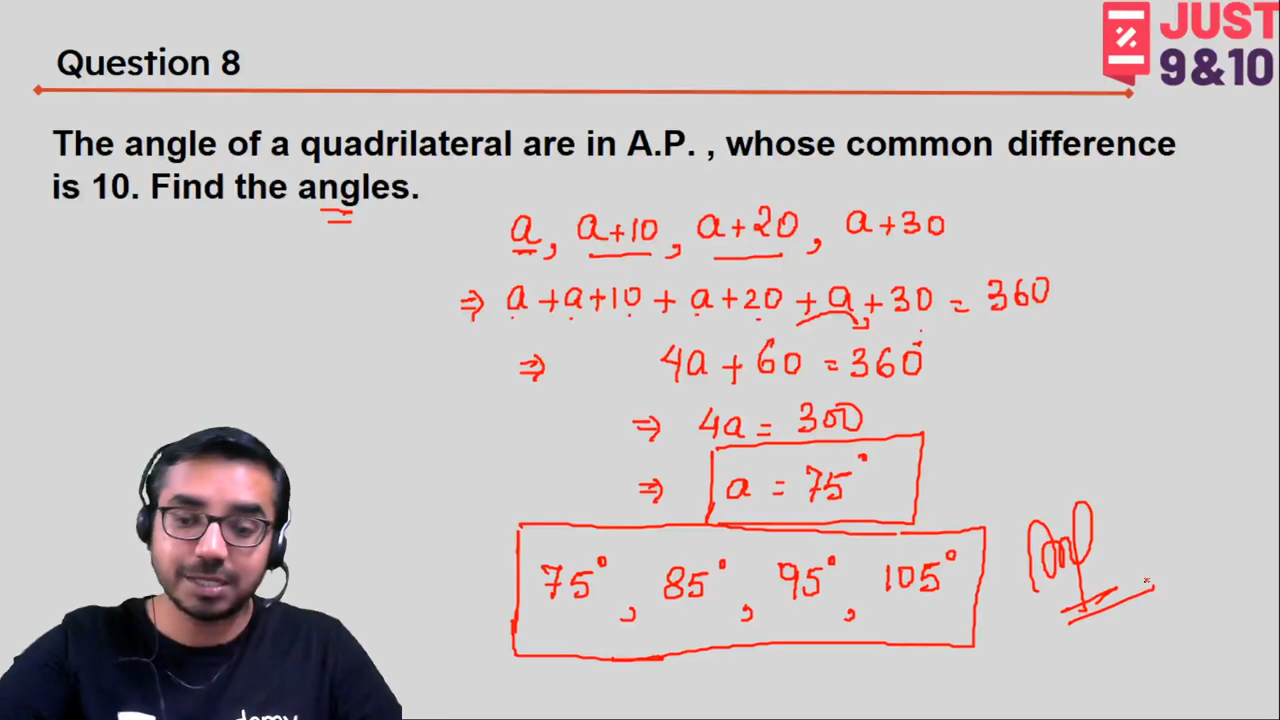 JUST
9&10
Question 8
The angle of a quadrilateral are in A.P. , whose common difference
is 10. Find the angles.
a, a+10, a+20, a+30
⇒ a + a + 10 + a + 20 + a + 30 = 360
⇒ 4a + 60 = 360°
⇒ 4a = 300
⇒ a = 75°
75°, 85°, 95°, 105°